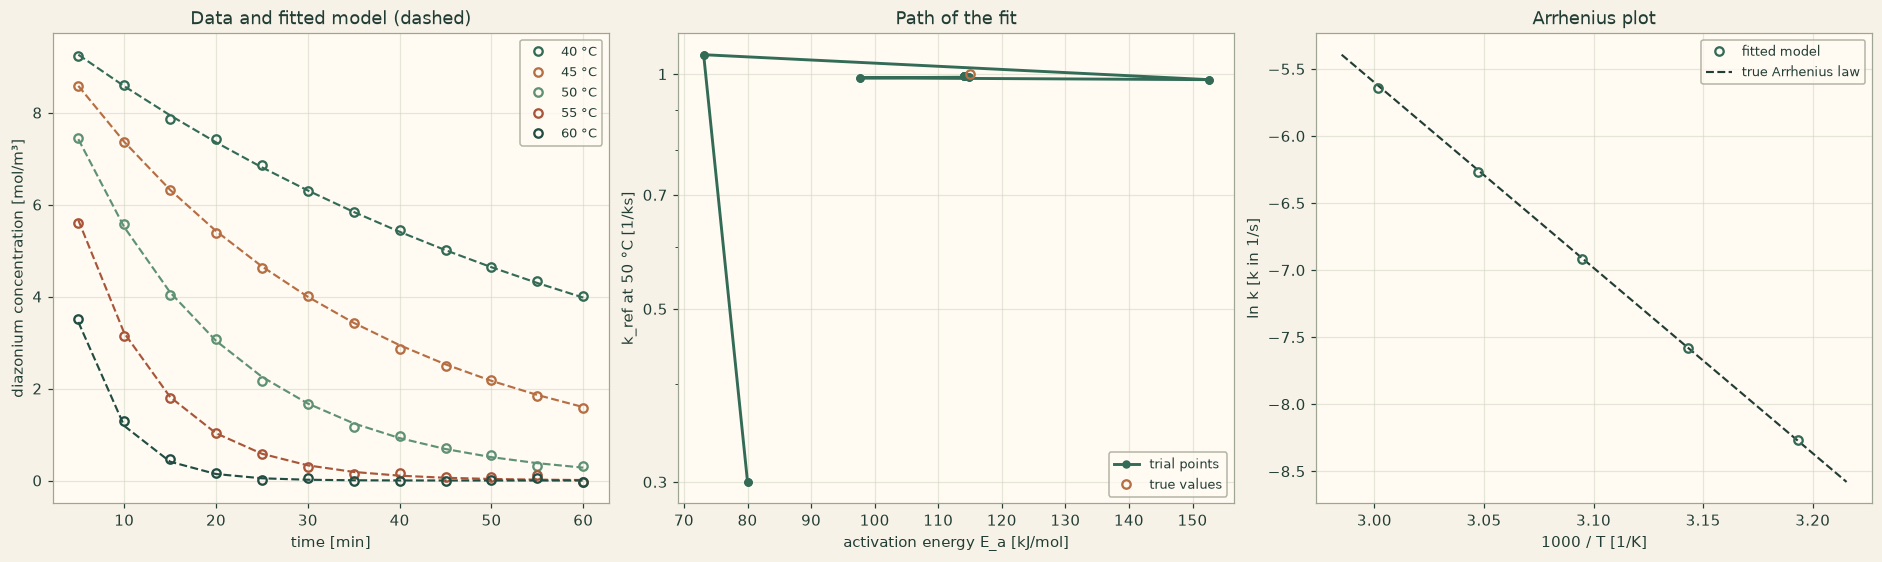 Data and fitted model (dashed)
diazonium concentration [mol/m³]
8
6
4
2
0
10 20 30 40 50 60
time [min]
40 °C
45 °C
50 °C
55 °C
60 °C
Path of the fit
k_ref at 50 °C [1/ks]
1
0.7
0.5
0.3
70 80 90 100 110 120 130 140 150
activation energy E_a [kJ/mol]
trial points
true values
Arrhenius plot
ln k [k in 1/s]
−5.5
−6.0
−6.5
−7.0
−7.5
−8.0
−8.5
3.00 3.05 3.10 3.15 3.20
1000 / T [1/K]
fitted model
true Arrhenius law